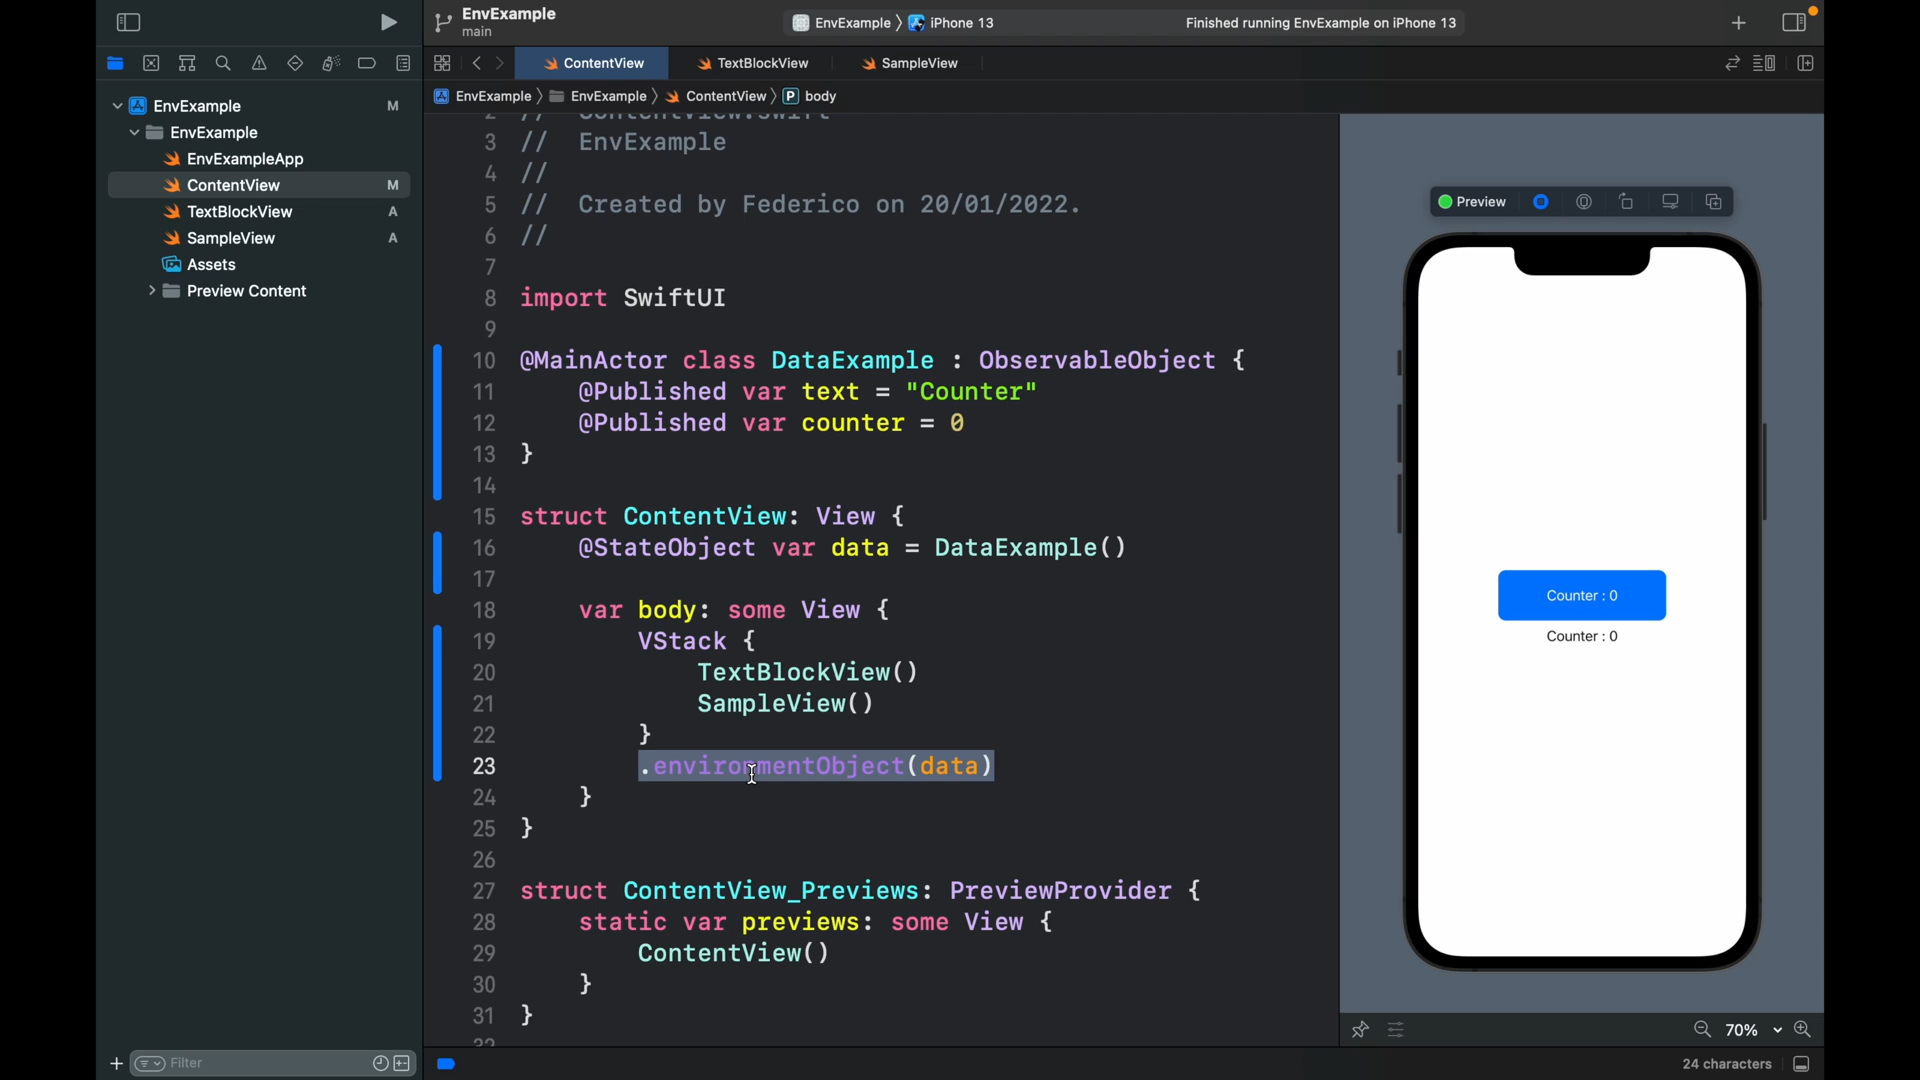 EnvExample
main
EnvExample
iPhone 13
Finished running EnvExample on iPhone 13
ContentView
TextBlockView
SampleView
EnvExample
EnvExample
ContentView
P
body
EnvExample M
EnvExample
EnvExampleApp
ContentView M
TextBlockView A
SampleView A
Assets
Preview Content
2 // ContentView.swift
3 // EnvExample
4 //
5 // Created by Federico on 20/01/2022.
6 //
7
8 import SwiftUI
9
10 @MainActor class DataExample : ObservableObject {
11 @Published var text = "Counter"
12 @Published var counter = 0
13 }
14
15 struct ContentView: View {
16 @StateObject var data = DataExample()
17
18 var body: some View {
19 VStack {
20 TextBlockView()
21 SampleView()
22 }
23 .environmentObject(data)
24 }
25 }
26
27 struct ContentView_Previews: PreviewProvider {
28 static var previews: some View {
29 ContentView()
30 }
31 }
32
Preview
Counter : 0
Counter : 0
70%
Filter
24 characters